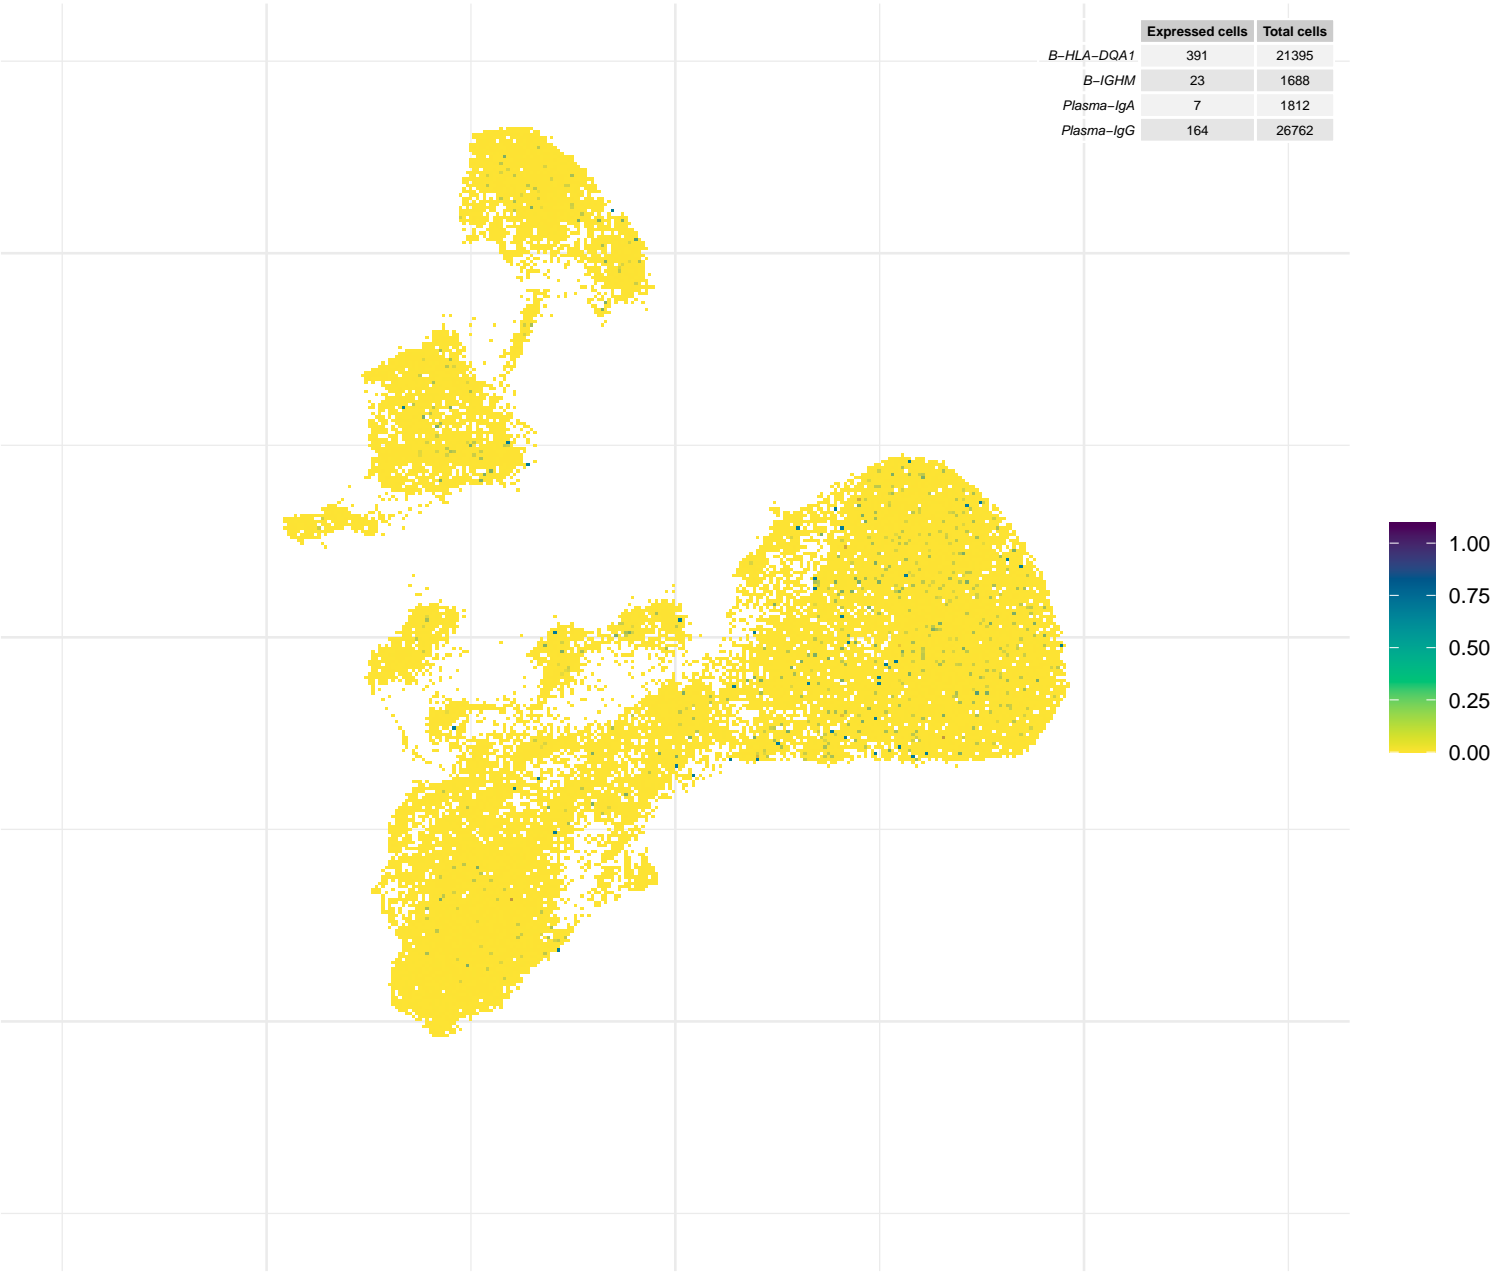 Expressed cells Total cells
B−HLA−DQA1 391 21395
B−IGHM 23 1688
Plasma−IgA 7 1812
Plasma−IgG 164 26762
1.00
0.75
0.50
0.25
0.00